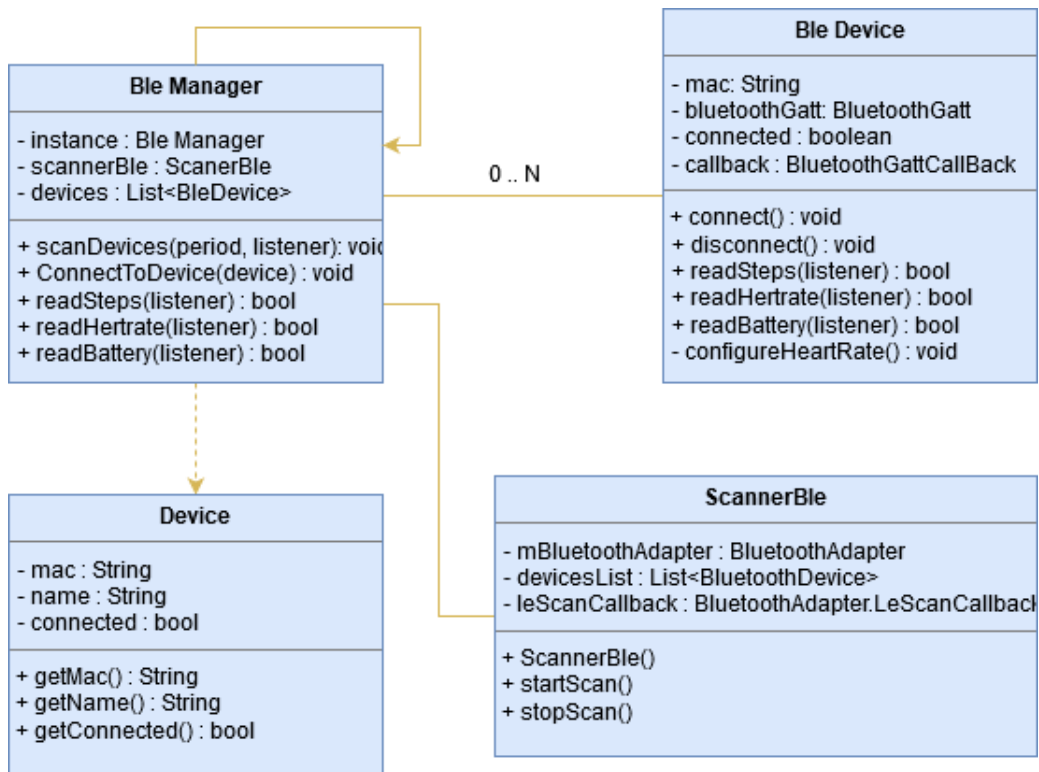 Ble Manager
- instance : Ble Manager
- scannerBle : ScanerBle
- devices : List<BleDevice>
+ scanDevices(period, listener): void
+ ConnectToDevice(device) : void
+ readSteps(listener) : bool
+ readHertrate(listener) : bool
+ readBattery(listener) : bool
0 .. N
Ble Device
- mac: String
- bluetoothGatt: BluetoothGatt
- connected : boolean
- callback : BluetoothGattCallBack
+ connect() : void
+ disconnect() : void
+ readSteps(listener) : bool
+ readHertrate(listener) : bool
+ readBattery(listener) : bool
- configureHeartRate() : void
Device
- mac : String
- name : String
- connected : bool
+ getMac() : String
+ getName() : String
+ getConnected() : bool
ScannerBle
- mBluetoothAdapter : BluetoothAdapter
- devicesList : List<BluetoothDevice>
- leScanCallback : BluetoothAdapter.LeScanCallback
+ ScannerBle()
+ startScan()
+ stopScan()